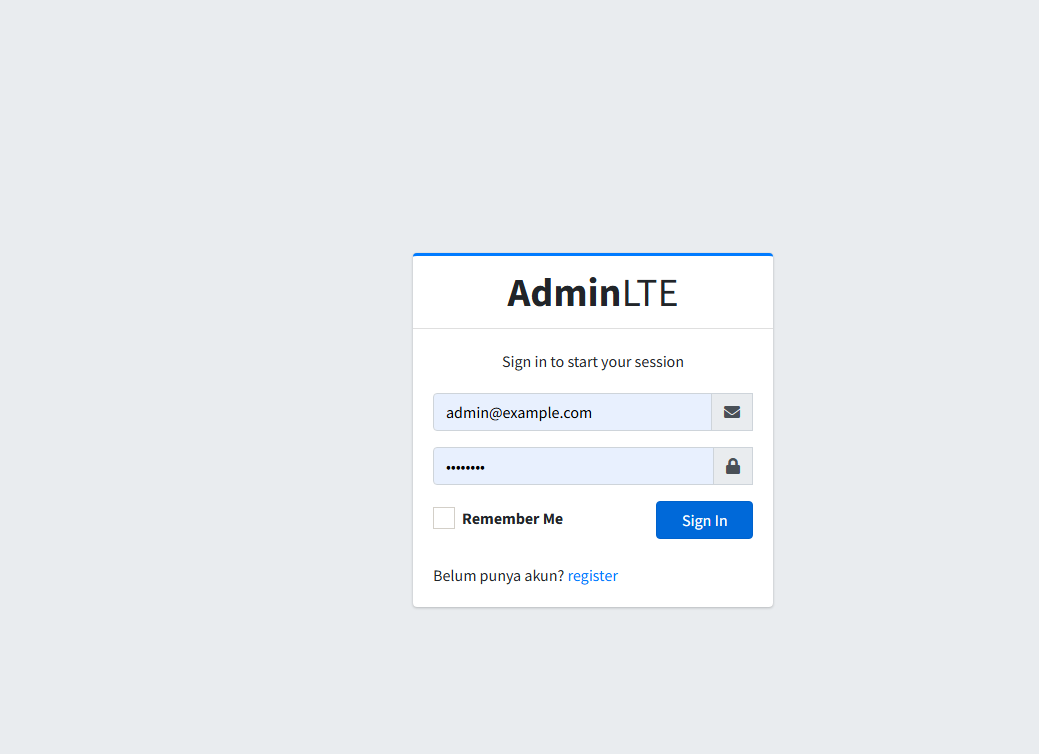 AdminLTE
Sign in to start your session
admin@example.com
••••••••
Remember Me
Sign In
Belum punya akun? register